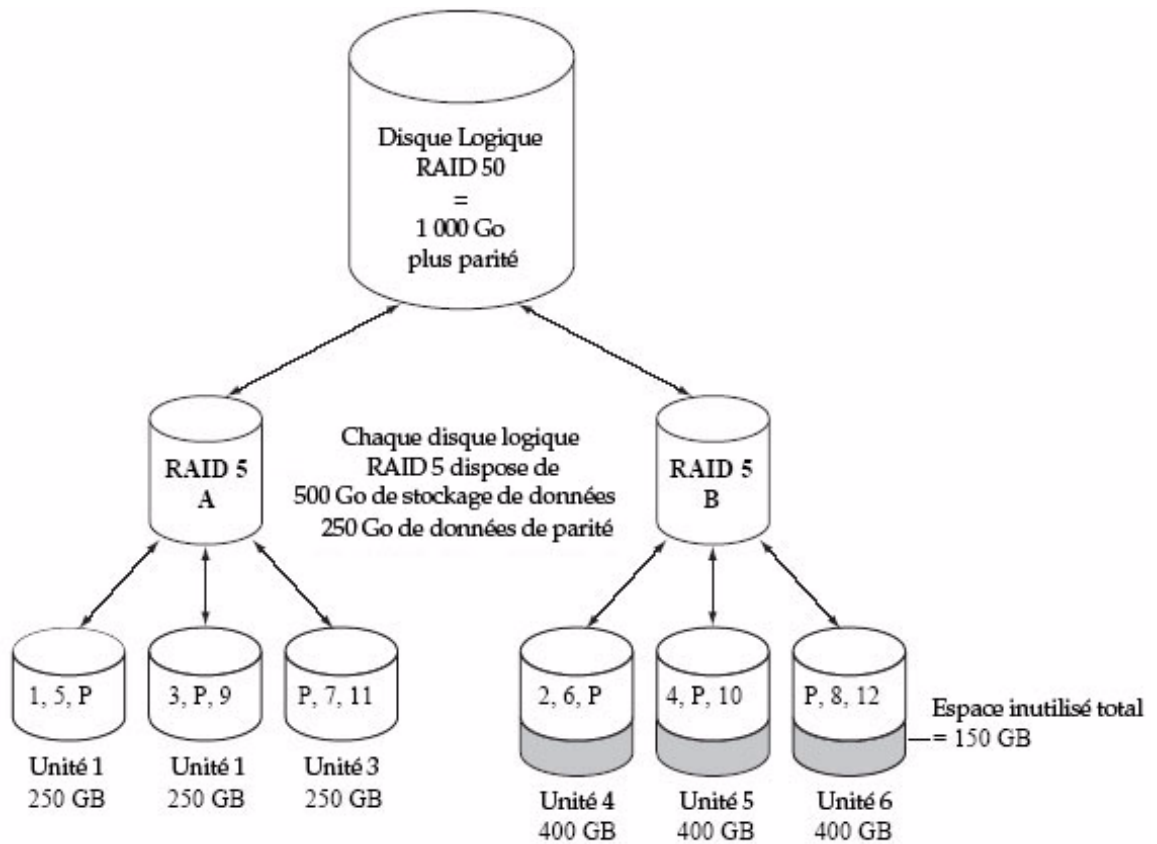 Disque Logique
RAID 50
=
1 000 Go
plus parité
RAID 5
A
Chaque disque logique
RAID 5 dispose de
500 Go de stockage de données
250 Go de données de parité
RAID 5
B
1, 5, P
3, P, 9
P, 7, 11
2, 6, P
4, P, 10
P, 8, 12
Espace inutilisé total
= 150 GB
Unité 1
250 GB
Unité 1
250 GB
Unité 3
250 GB
Unité 4
400 GB
Unité 5
400 GB
Unité 6
400 GB